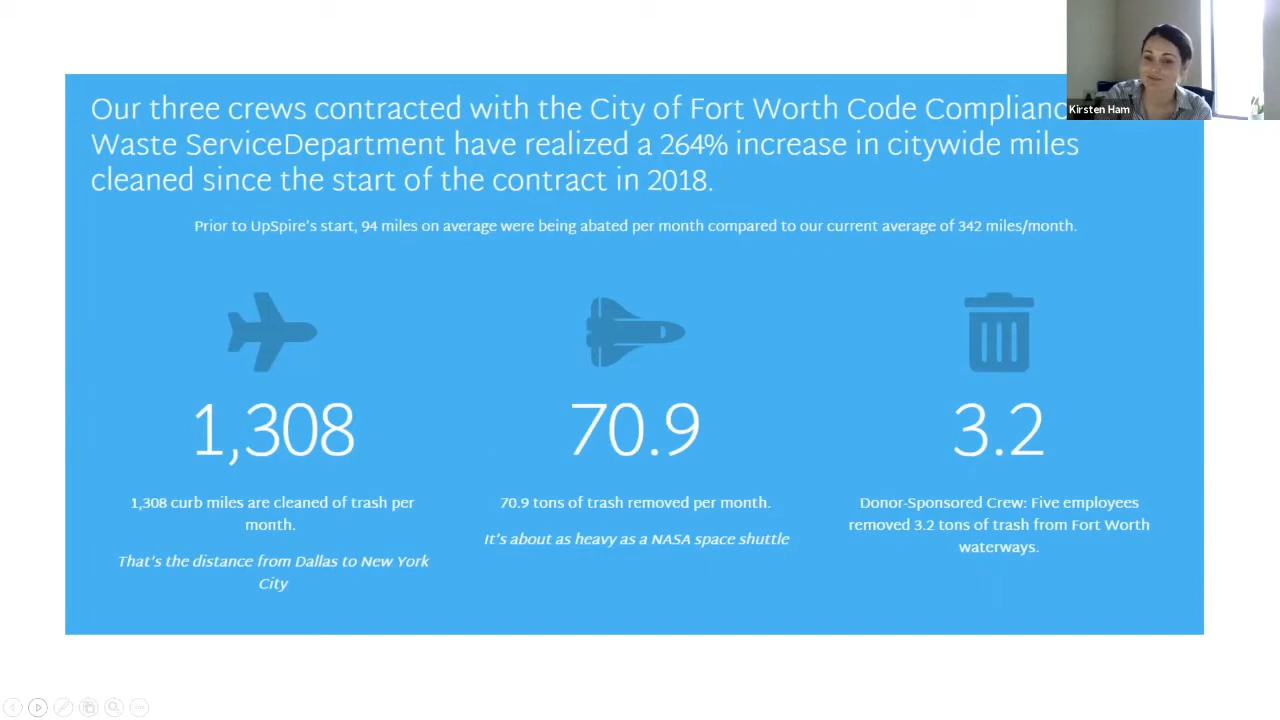 Our three crews contracted with the City of Fort Worth Code Complianc
Waste ServiceDepartment have realized a 264% increase in citywide miles
cleaned since the start of the contract in 2018.
Kirsten Ham
Prior to UpSpire's start, 94 miles on average were being abated per month compared to our current average of 342 miles/month.
1,308
1,308 curb miles are cleaned of trash per
month.
That's the distance from Dallas to New York
City
70.9
70.9 tons of trash removed per month.
It's about as heavy as a NASA space shuttle
3.2
Donor-Sponsored Crew: Five employees
removed 3.2 tons of trash from Fort Worth
waterways.